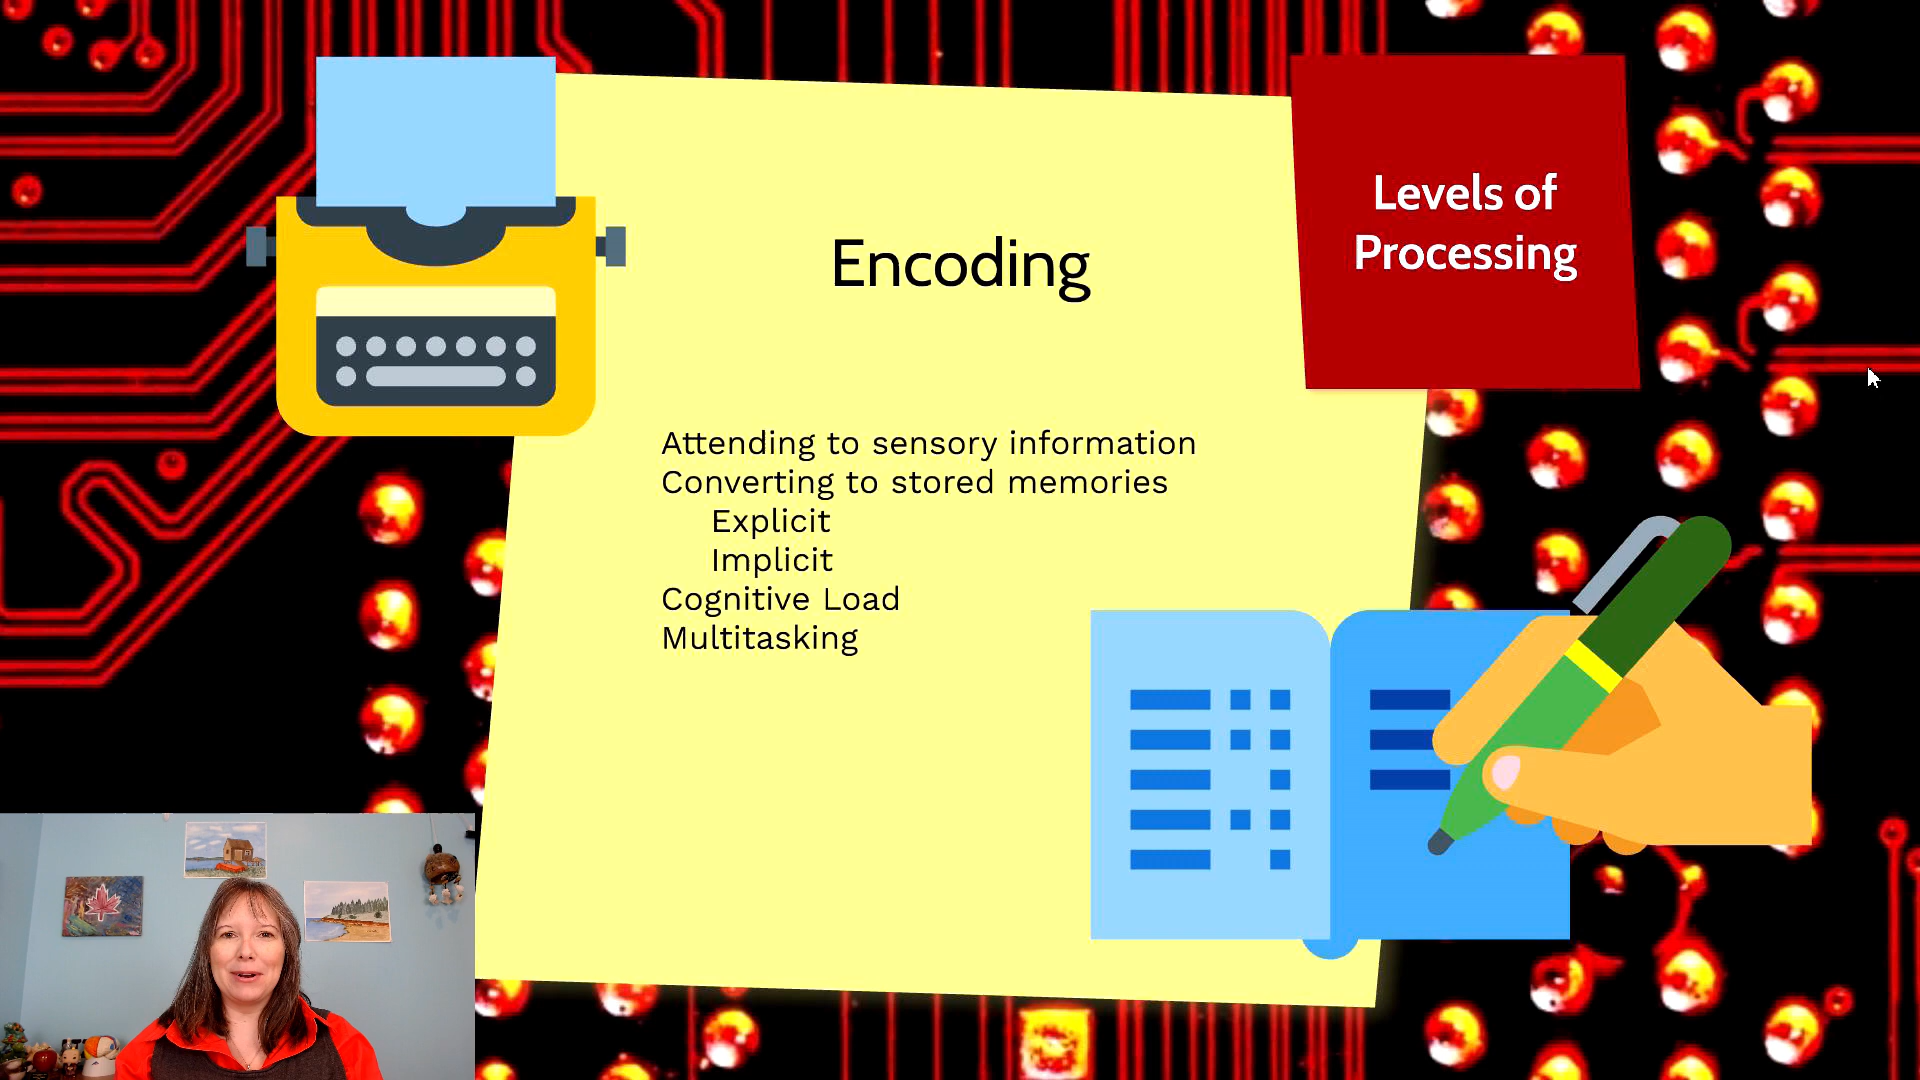 Levels of
Processing
Encoding
Attending to sensory information
Converting to stored memories
Explicit
Implicit
Cognitive Load
Multitasking